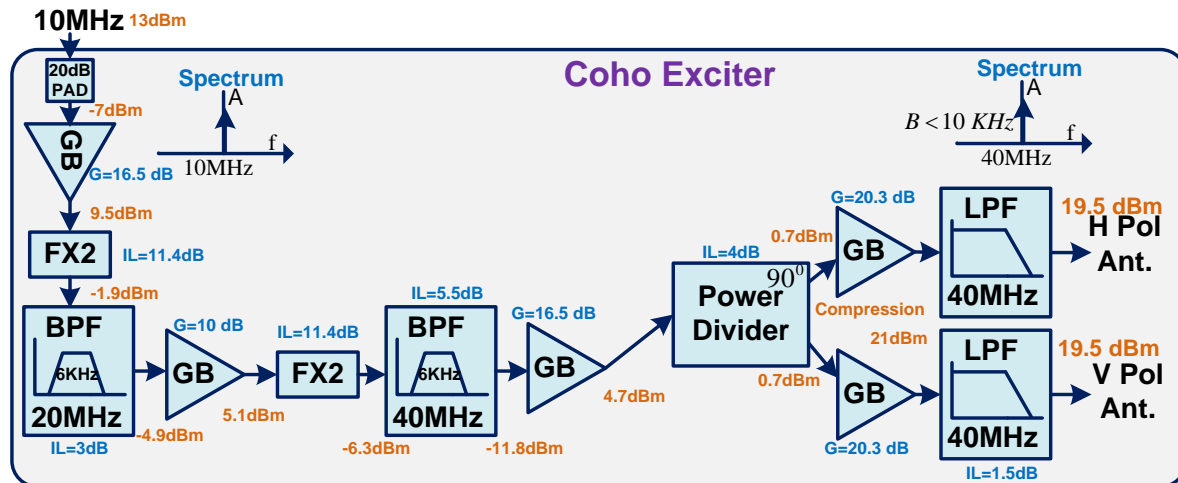 10MHz 13dBm
Coho Exciter
20dB
PAD
-7dBm
GB
G=16.5 dB
9.5dBm
FX2
IL=11.4dB
-1.9dBm
BPF
6KHz
20MHz
IL=3dB
-4.9dBm
Spectrum
A
f
10MHz
G=10 dB
GB
5.1dBm
IL=11.4dB
FX2
-6.3dBm
IL=5.5dB
BPF
6KHz
40MHz
-11.8dBm
G=16.5 dB
GB
4.7dBm
IL=4dB
90⁰
Power
Divider
0.7dBm
0.7dBm
Spectrum
A
B < 10 KHz
f
40MHz
G=20.3 dB
GB
Compression
21dBm
GB
G=20.3 dB
LPF
40MHz
19.5 dBm
H Pol
Ant.
LPF
40MHz
IL=1.5dB
19.5 dBm
V Pol
Ant.